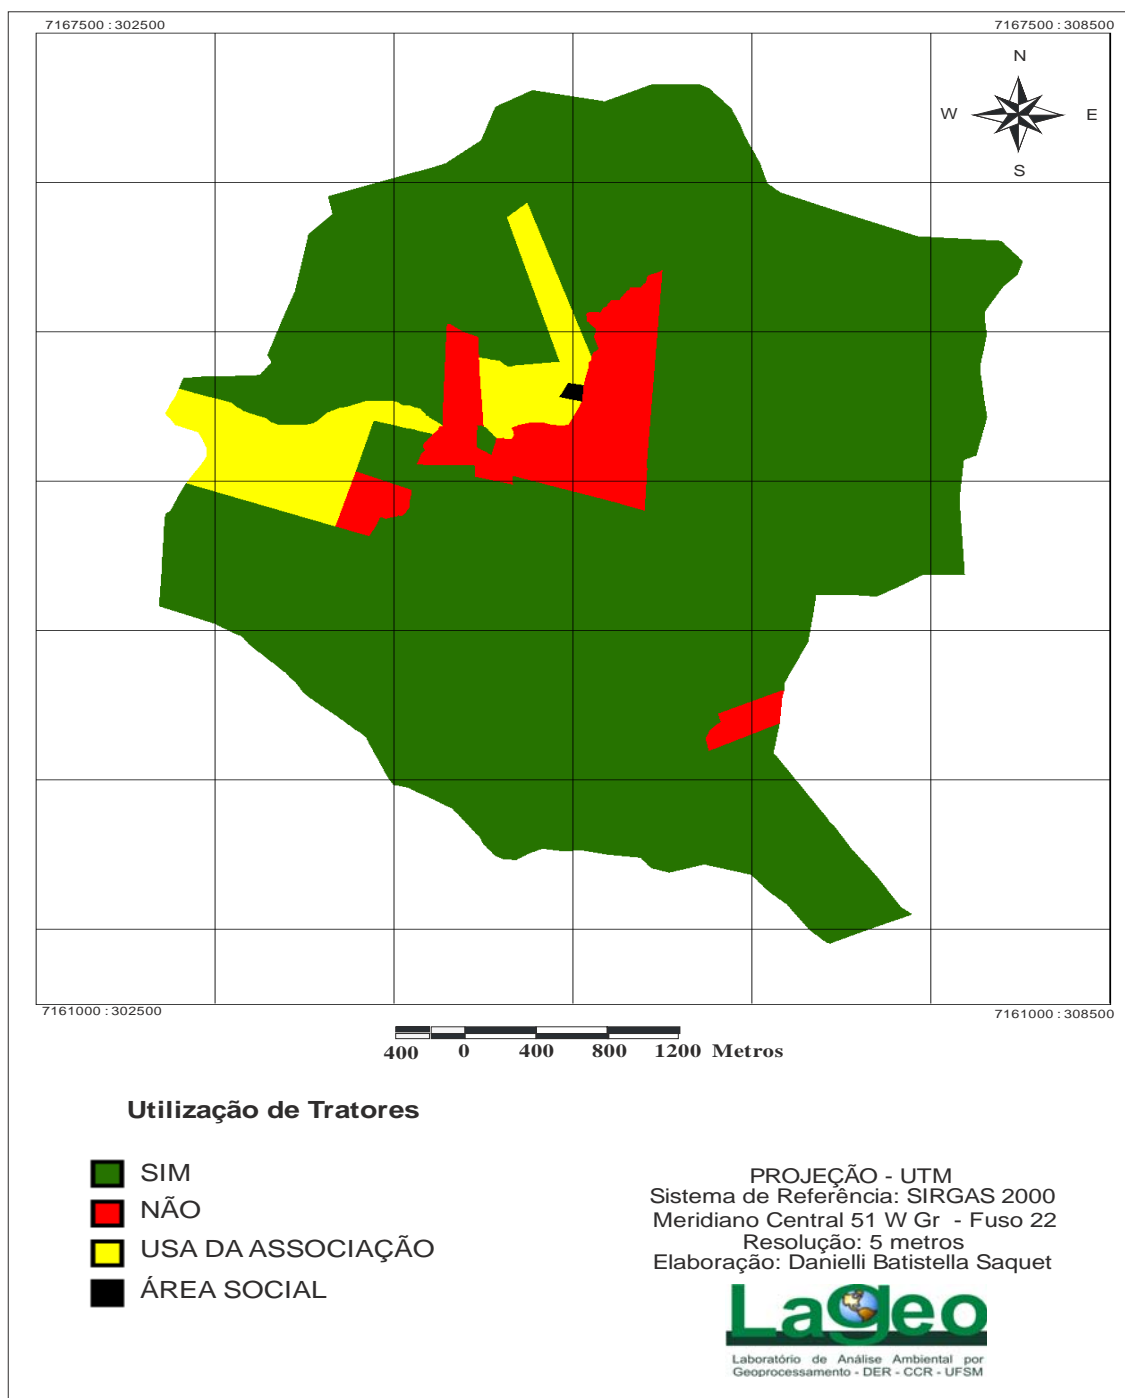 7167500 : 302500
7167500 : 308500
N
W E
S
7161000 : 302500
7161000 : 308500
400 0 400 800 1200 Metros
Utilização de Tratores
SIM
NÃO
USA DA ASSOCIAÇÃO
ÁREA SOCIAL
PROJEÇÃO - UTM
Sistema de Referência: SIRGAS 2000
Meridiano Central 51 W Gr - Fuso 22
Resolução: 5 metros
Elaboração: Danielli Batistella Saquet
Lageo
Laboratório de Análise Ambiental por
Geoprocessamento - DER - CCR - UFSM